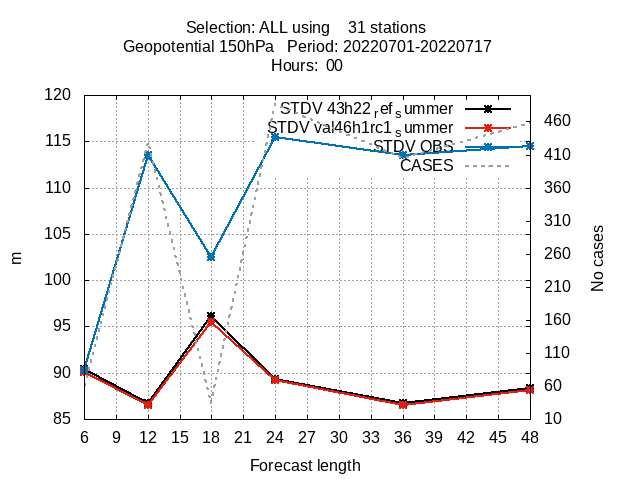 Selection: ALL using    31 stations
Geopotential 150hPa   Period: 20220701-20220717
Hours:  00
STDV 43h22refsummer
STDV val46h1rc1summer
STDV OBS
CASES
120
115
110
105
100
95
90
85
m
460
410
360
310
260
210
160
110
60
10
No cases
6 9 12 15 18 21 24 27 30 33 36 39 42 45 48
Forecast length